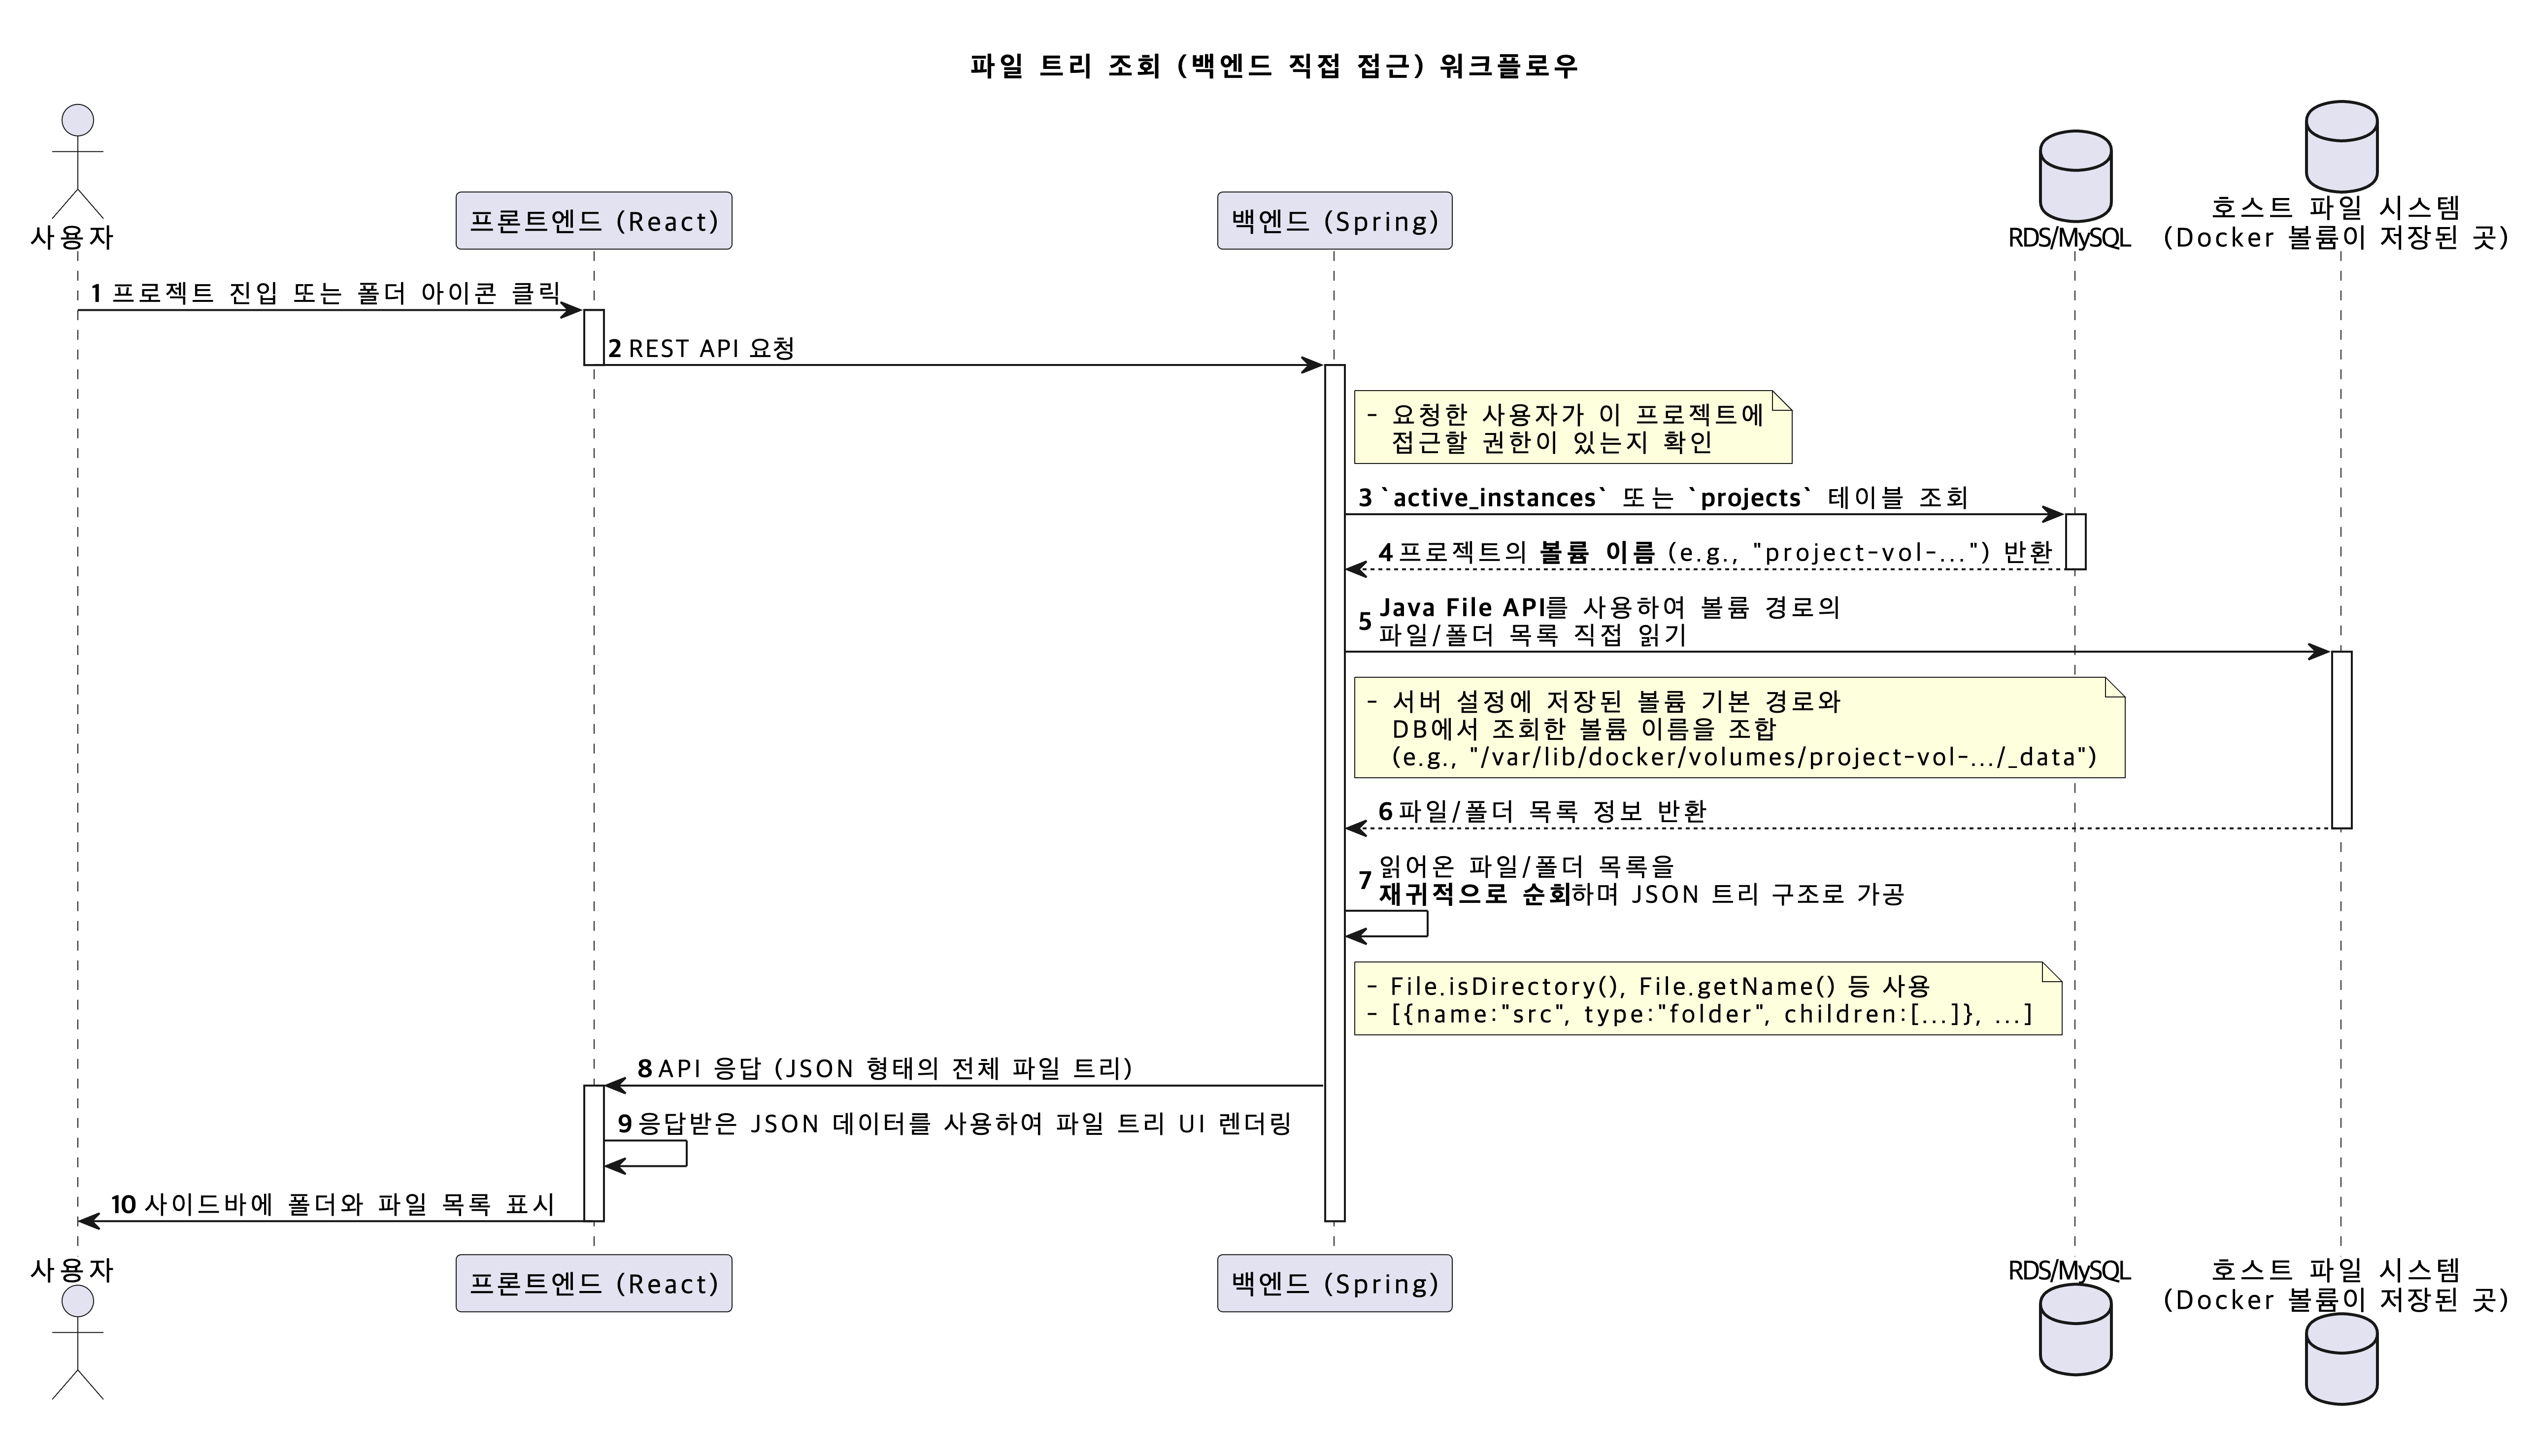 파일 트리 조회 (백엔드 직접 접근) 워크플로우
사용자
프론트엔드 (React)
백엔드 (Spring)
RDS/MySQL
호스트 파일 시스템
(Docker 볼륨이 저장된 곳)
1 프로젝트 진입 또는 폴더 아이콘 클릭
2 REST API 요청
- 요청한 사용자가 이 프로젝트에
접근할 권한이 있는지 확인
3 `active_instances` 또는 `projects` 테이블 조회
4 프로젝트의 볼륨 이름 (e.g., "project-vol-...") 반환
5 Java File API를 사용하여 볼륨 경로의
파일/폴더 목록 직접 읽기
- 서버 설정에 저장된 볼륨 기본 경로와
DB에서 조회한 볼륨 이름을 조합
(e.g., "/var/lib/docker/volumes/project-vol-.../_data")
6 파일/폴더 목록 정보 반환
7 읽어온 파일/폴더 목록을
재귀적으로 순회하며 JSON 트리 구조로 가공
- File.isDirectory(), File.getName() 등 사용
- [{name:"src", type:"folder", children:[...]}, ...]
8 API 응답 (JSON 형태의 전체 파일 트리)
9 응답받은 JSON 데이터를 사용하여 파일 트리 UI 렌더링
10 사이드바에 폴더와 파일 목록 표시
사용자
프론트엔드 (React)
백엔드 (Spring)
RDS/MySQL
호스트 파일 시스템
(Docker 볼륨이 저장된 곳)